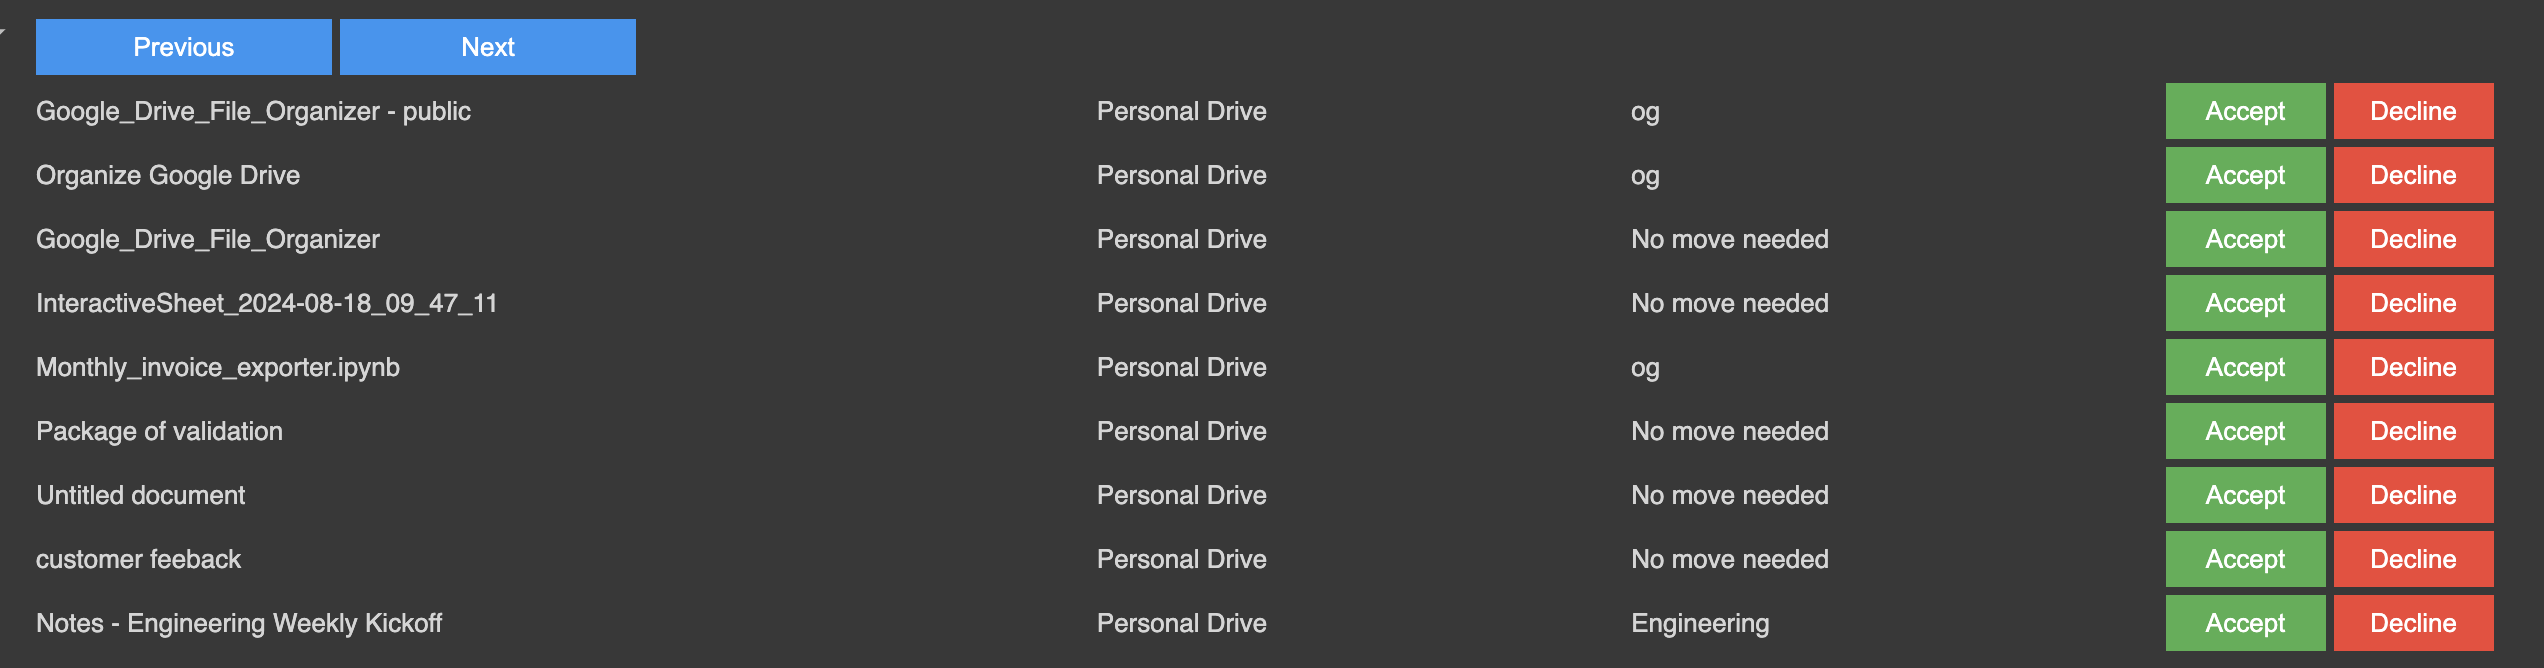 Previous Next
Google_Drive_File_Organizer - public Personal Drive og Accept Decline
Organize Google Drive Personal Drive og Accept Decline
Google_Drive_File_Organizer Personal Drive No move needed Accept Decline
InteractiveSheet_2024-08-18_09_47_11 Personal Drive No move needed Accept Decline
Monthly_invoice_exporter.ipynb Personal Drive og Accept Decline
Package of validation Personal Drive No move needed Accept Decline
Untitled document Personal Drive No move needed Accept Decline
customer feeback Personal Drive No move needed Accept Decline
Notes - Engineering Weekly Kickoff Personal Drive Engineering Accept Decline